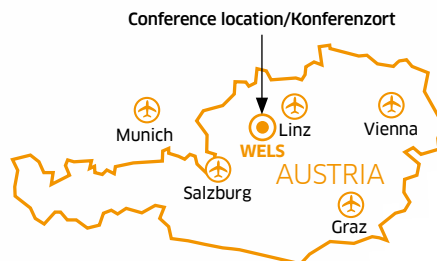 Conference location/Konferenzort
Munich
Linz
Vienna
WELS
AUSTRIA
Salzburg
Graz